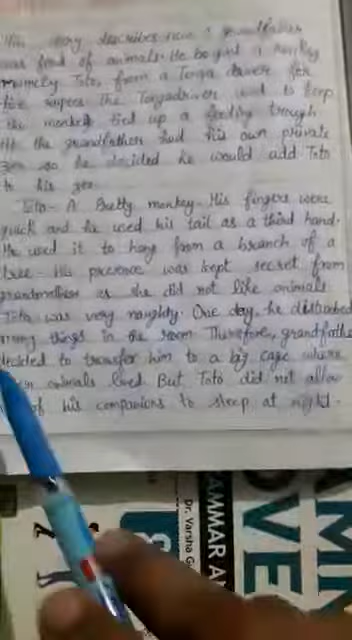 This story describes how a grandfather
was fond of animals. He bought a monkey
namely Toto, from a Tonga driver for
five rupees the Tongadriver used to keep
the monkey tied up a feeding trough
the grandfather had his own private
zoo so he decided he would add Toto
to his zoo.
Toto - A Pretty monkey. His fingers were
quick and he used his tail as a third hand.
He used it to hang from a branch of a
tree. His presence was kept secret from
grandmother as she did not like animals
Toto was very naughty. One day, he distrobed
many things in the room Therefore, grandfather
decided to transfer him to a big cage where
animals lived But Toto did not allow
of his companions to sleep at night.
Dr. Varsha
AMMAR A
OVE
MN